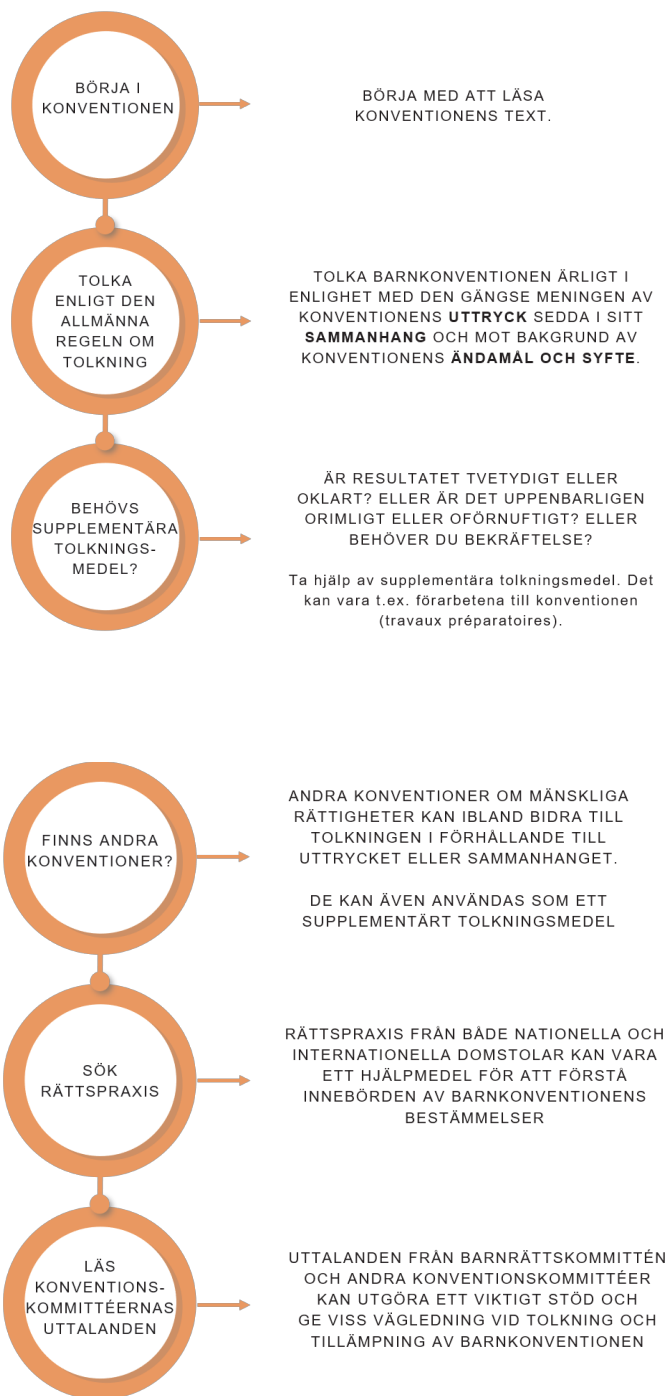 BÖRJA I
KONVENTIONEN
BÖRJA MED ATT LÄSA
KONVENTIONENS TEXT.
TOLKA
ENLIGT DEN
ALLMÄNNA
REGELN OM
TOLKNING
TOLKA BARNKONVENTIONEN ÄRLIGT I
ENLIGHET MED DEN GÄNGSE MENINGEN AV
KONVENTIONENS UTTRYCK SEDDA I SITT
SAMMANHANG OCH MOT BAKGRUND AV
KONVENTIONENS ÄNDAMÅL OCH SYFTE.
BEHÖVS
SUPPLEMENTÄRA
TOLKNINGS-
MEDEL?
ÄR RESULTATET TVETYDIGT ELLER
OKLART? ELLER ÄR DET UPPENBARLIGEN
ORIMLIGT ELLER OFÖRNUFTIGT? ELLER
BEHÖVER DU BEKRÄFTELSE?
Ta hjälp av supplementära tolkningsmedel. Det
kan vara t.ex. förarbetena till konventionen
(travaux préparatoires).
FINNS ANDRA
KONVENTIONER?
ANDRA KONVENTIONER OM MÄNSKLIGA
RÄTTIGHETER KAN IBLAND BIDRA TILL
TOLKNINGEN I FÖRHÅLLANDE TILL
UTTRYCKET ELLER SAMMANHANGET.
DE KAN ÄVEN ANVÄNDAS SOM ETT
SUPPLEMENTÄRT TOLKNINGSMEDEL
SÖK
RÄTTSPRAXIS
RÄTTSPRAXIS FRÅN BÅDE NATIONELLA OCH
INTERNATIONELLA DOMSTOLAR KAN VARA
ETT HJÄLPMEDEL FÖR ATT FÖRSTÅ
INNEBÖRDEN AV BARNKONVENTIONENS
BESTÄMMELSER
LÄS
KONVENTIONS-
KOMMITTÉERNAS
UTTALANDEN
UTTALANDEN FRÅN BARNRÄTTSKOMMITTÉN
OCH ANDRA KONVENTIONSKOMMITTÉER
KAN UTGÖRA ETT VIKTIGT STÖD OCH
GE VISS VÄGLEDNING VID TOLKNING OCH
TILLÄMPNING AV BARNKONVENTIONEN